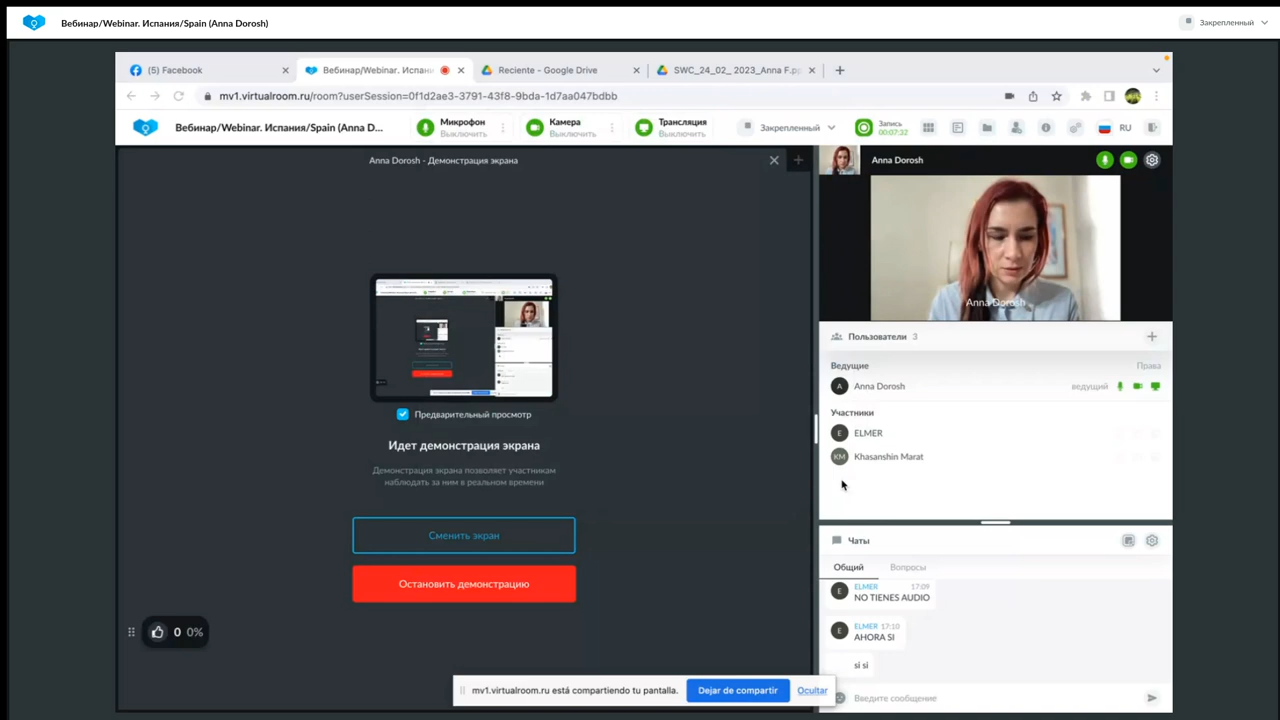 Вебинар/Webinar. Испания/Spain (Anna Dorosh)
Закрепленный
(5) Facebook
Вебинар/Webinar. Испани
Reciente - Google Drive
SWC_24_02_ 2023_Anna F.p
mv1.virtualroom.ru/room?userSession=0f1d2ae3-3791-43f8-9bda-1d7aa047bdbb
Вебинар/Webinar. Испания/Spain (Anna D...
Микрофон
Выключить
Камера
Выключить
Трансляция
Выключить
Закрепленный
Запись
00:07:32
RU
Anna Dorosh - Демонстрация экрана
Предварительный просмотр
Идет демонстрация экрана
Демонстрация экрана позволяет участникам
наблюдать за ним в реальном времени
Сменить экран
Остановить демонстрацию
0 0%
Anna Dorosh
Anna Dorosh
Пользователи 3
Ведущие Права
A Anna Dorosh ведущий
Участники
E ELMER
KM Khasanshin Marat
Чаты
Общий Вопросы
E ELMER 17:09
NO TIENES AUDIO
E ELMER 17:10
AHORA SI
si si
Введите сообщение
mv1.virtualroom.ru está compartiendo tu pantalla. Dejar de compartir Ocultar